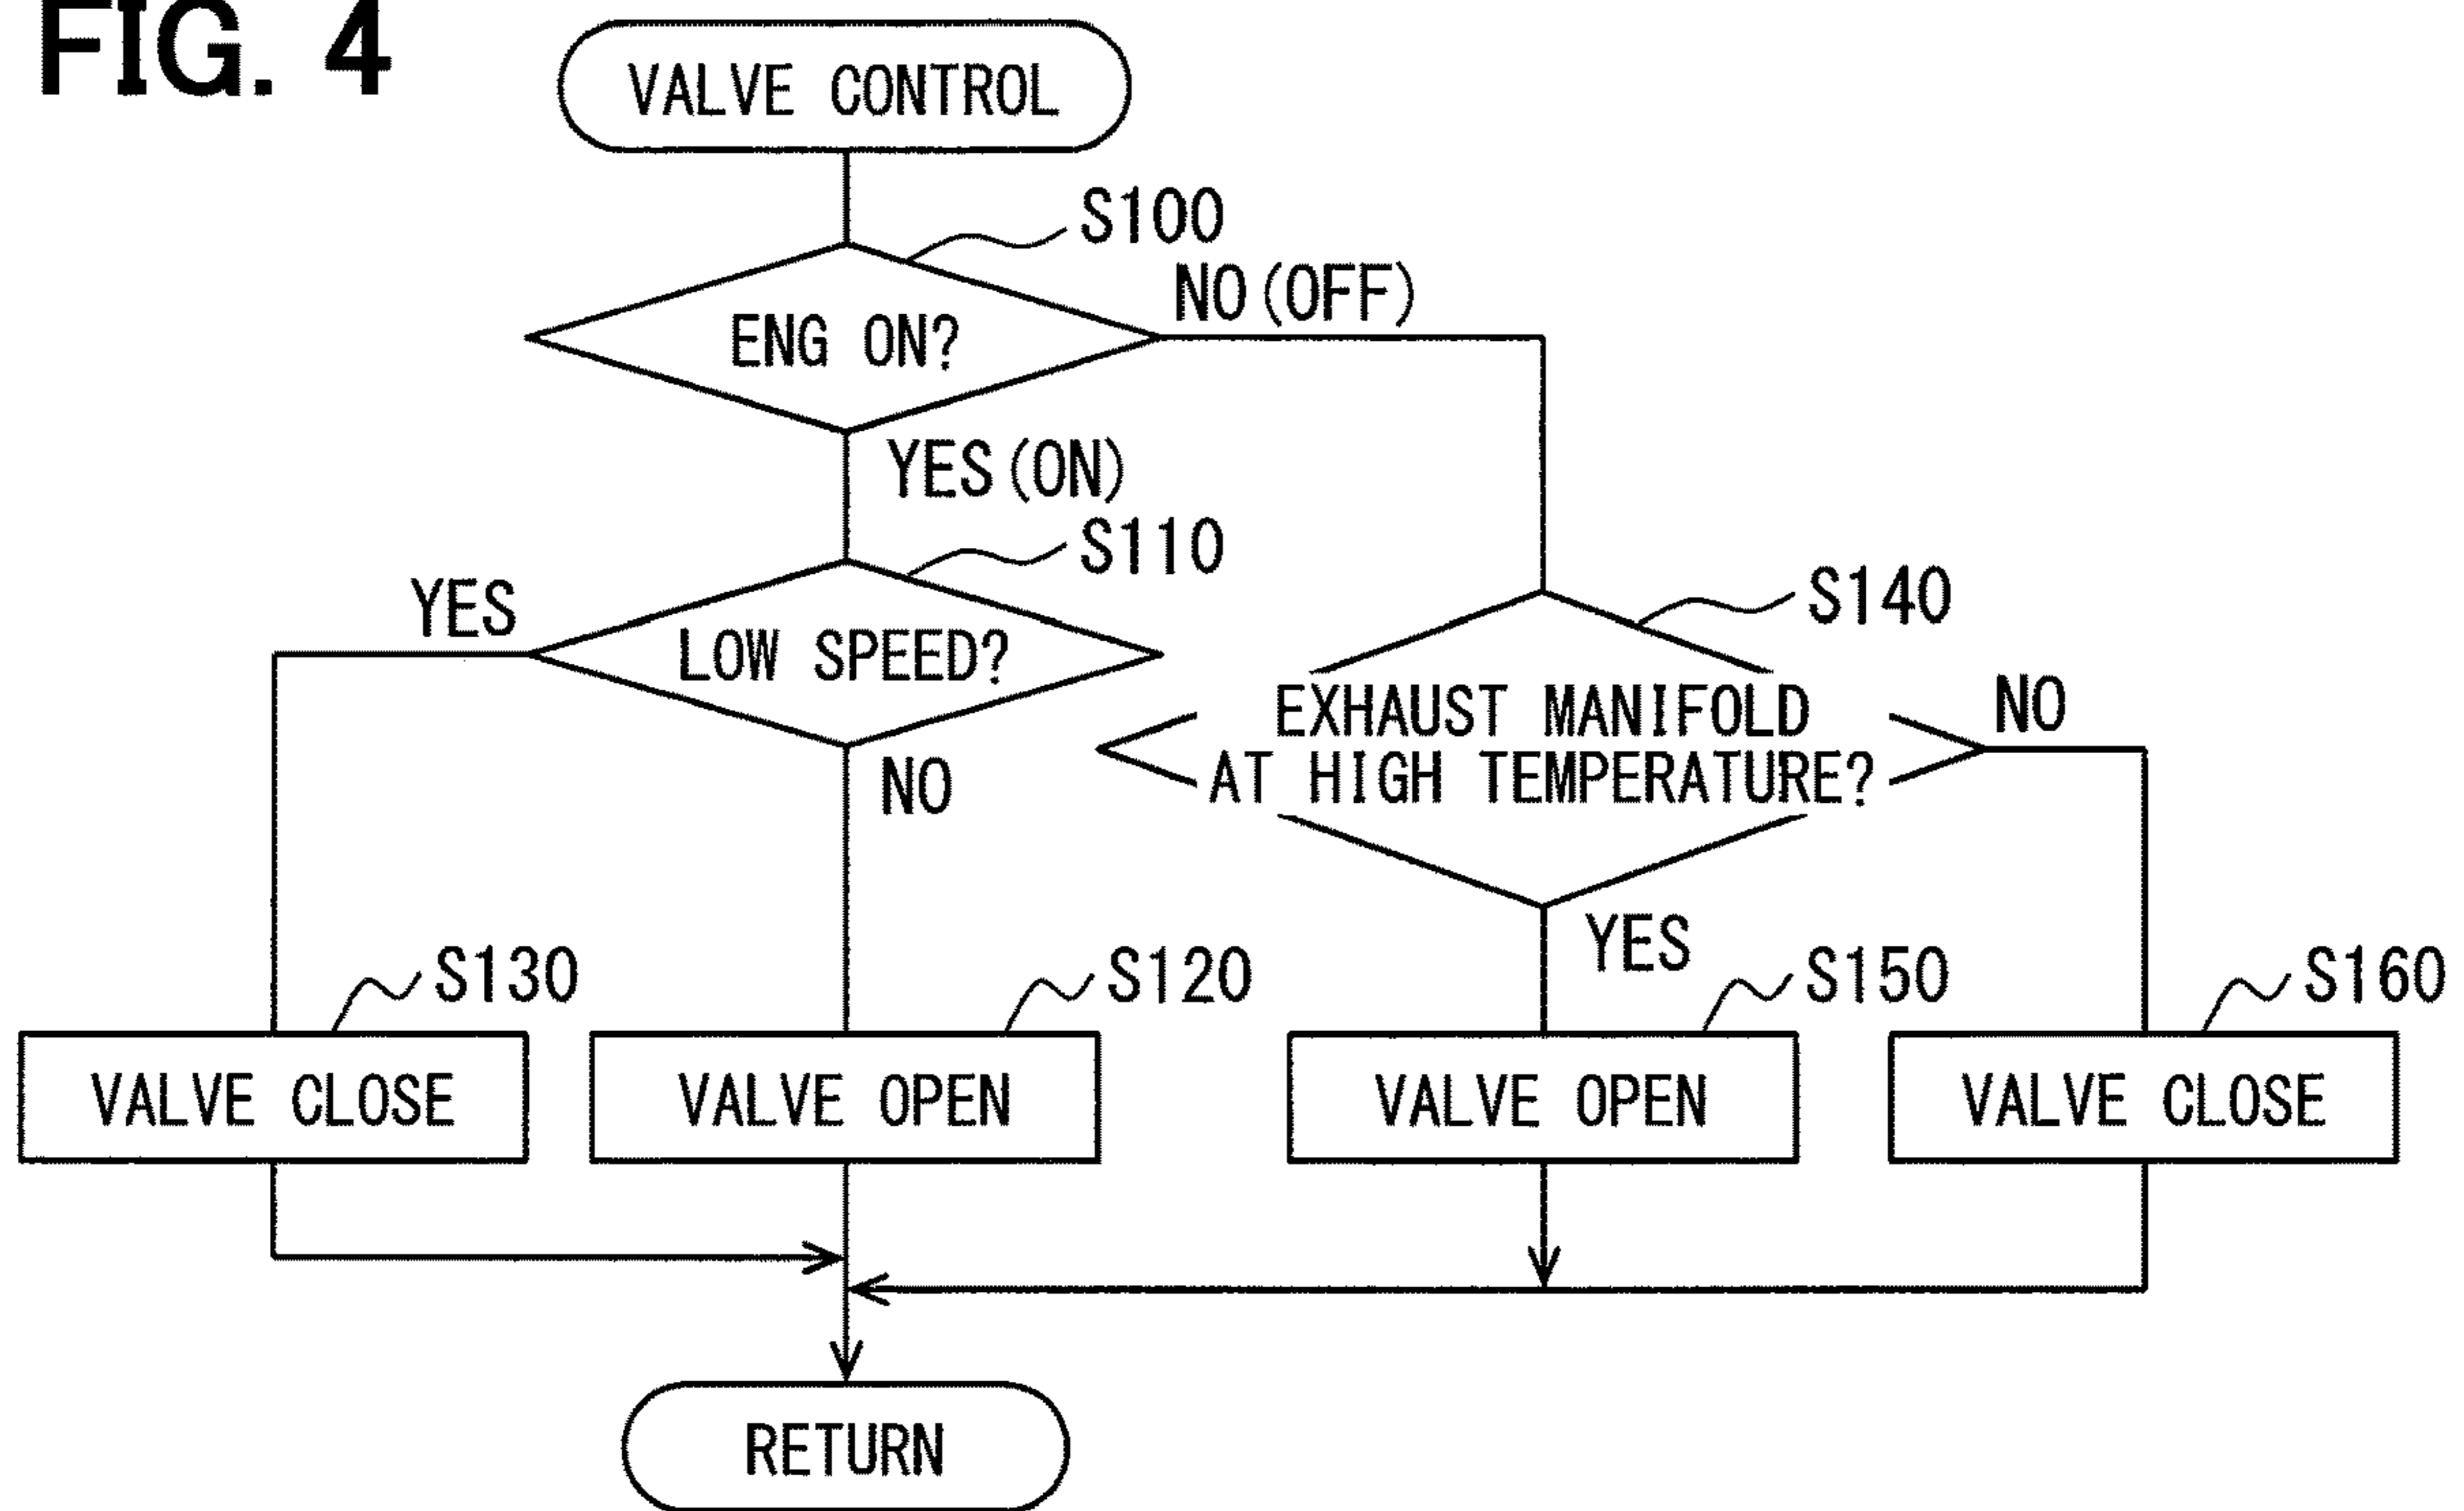 FIG. 4
VALVE CONTROL
S100
ENG ON?
NO (OFF)
YES (ON)
S110
LOW SPEED?
YES
NO
S140
EXHAUST MANIFOLD
AT HIGH TEMPERATURE?
NO
YES
S130
VALVE CLOSE
S120
VALVE OPEN
S150
VALVE OPEN
S160
VALVE CLOSE
RETURN